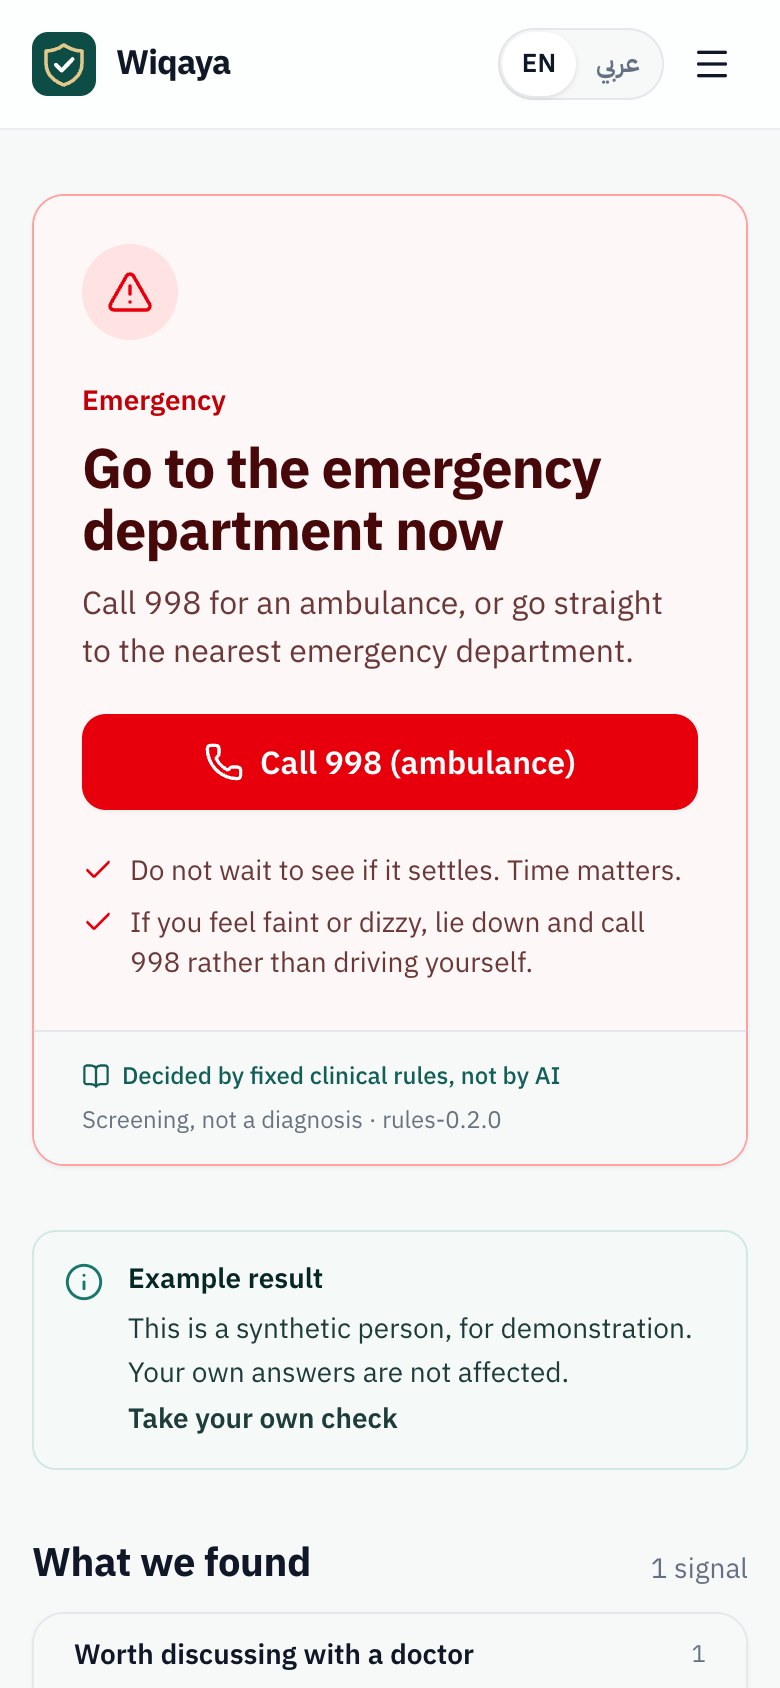 Wiqaya
EN
عربي
Emergency
Go to the emergency
department now
Call 998 for an ambulance, or go straight
to the nearest emergency department.
Call 998 (ambulance)
Do not wait to see if it settles. Time matters.
If you feel faint or dizzy, lie down and call
998 rather than driving yourself.
Decided by fixed clinical rules, not by AI
Screening, not a diagnosis · rules-0.2.0
Example result
This is a synthetic person, for demonstration.
Your own answers are not affected.
Take your own check
What we found
1 signal
Worth discussing with a doctor
1